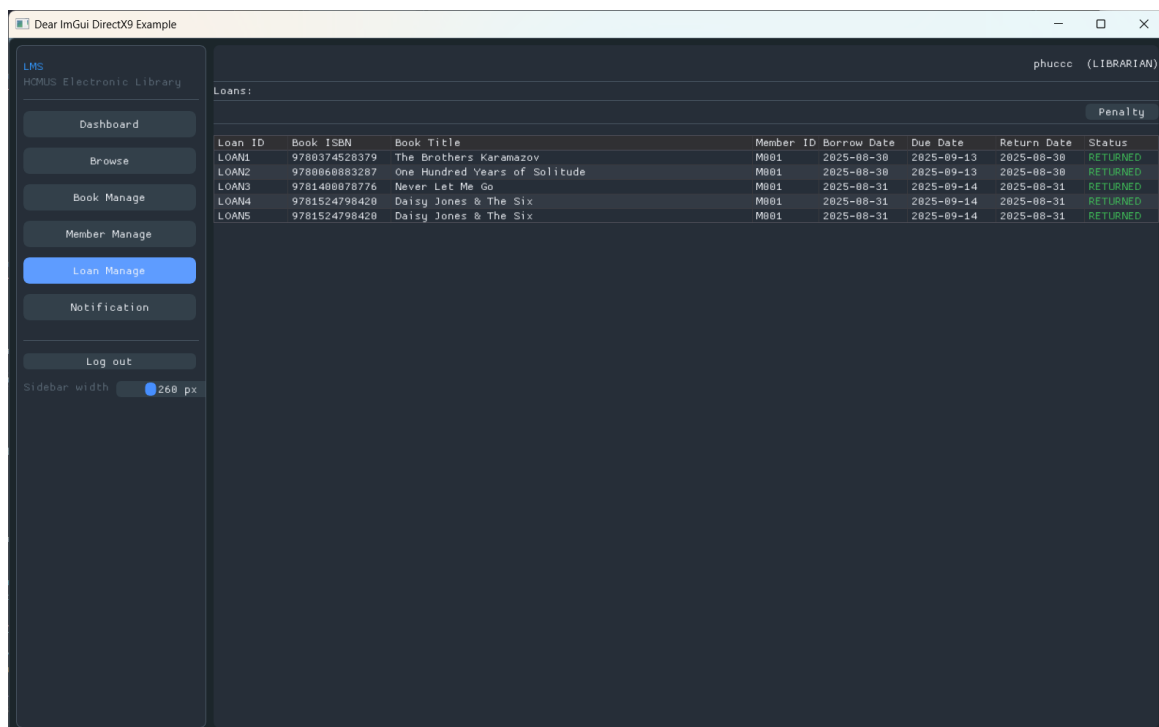 Dear ImGui DirectX9 Example
LMS
HCMUS Electronic Library
Dashboard
Browse
Book Manage
Member Manage
Loan Manage
Notification
Log out
Sidebar width 260 px
phuccc (LIBRARIAN)
Loans:
Penalty
Loan ID Book ISBN Book Title Member ID Borrow Date Due Date Return Date Status
LOAN1 9780374528379 The Brothers Karamazov M001 2025-08-30 2025-09-13 2025-08-30 RETURNED
LOAN2 9780060883287 One Hundred Years of Solitude M001 2025-08-30 2025-09-13 2025-08-30 RETURNED
LOAN3 9781400078776 Never Let Me Go M001 2025-08-31 2025-09-14 2025-08-31 RETURNED
LOAN4 9781524798420 Daisy Jones & The Six M001 2025-08-31 2025-09-14 2025-08-31 RETURNED
LOAN5 9781524798420 Daisy Jones & The Six M001 2025-08-31 2025-09-14 2025-08-31 RETURNED